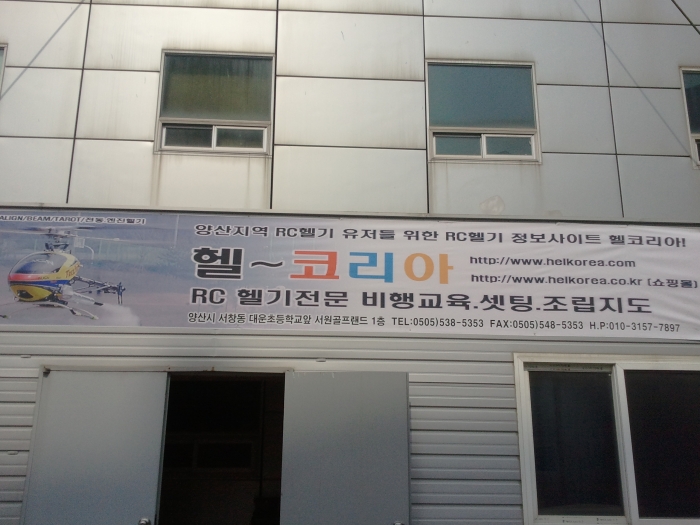 ALIGN/BEAM/TAROT/전동.엔진헬기
양산지역 RC헬기 유저들 위한 RC헬기 정보사이트 헬코리아!
헬~코리아
http://www.helkorea.com
http://www.helkorea.co.kr (쇼핑몰)
RC 헬기전문 비행교육.셋팅.조립지도
양산시 서창동 대운초등학교앞 서원골프랜드 1층 TEL:0505)538-5353 FAX:0505)548-5353 H.P:010-3157-7897